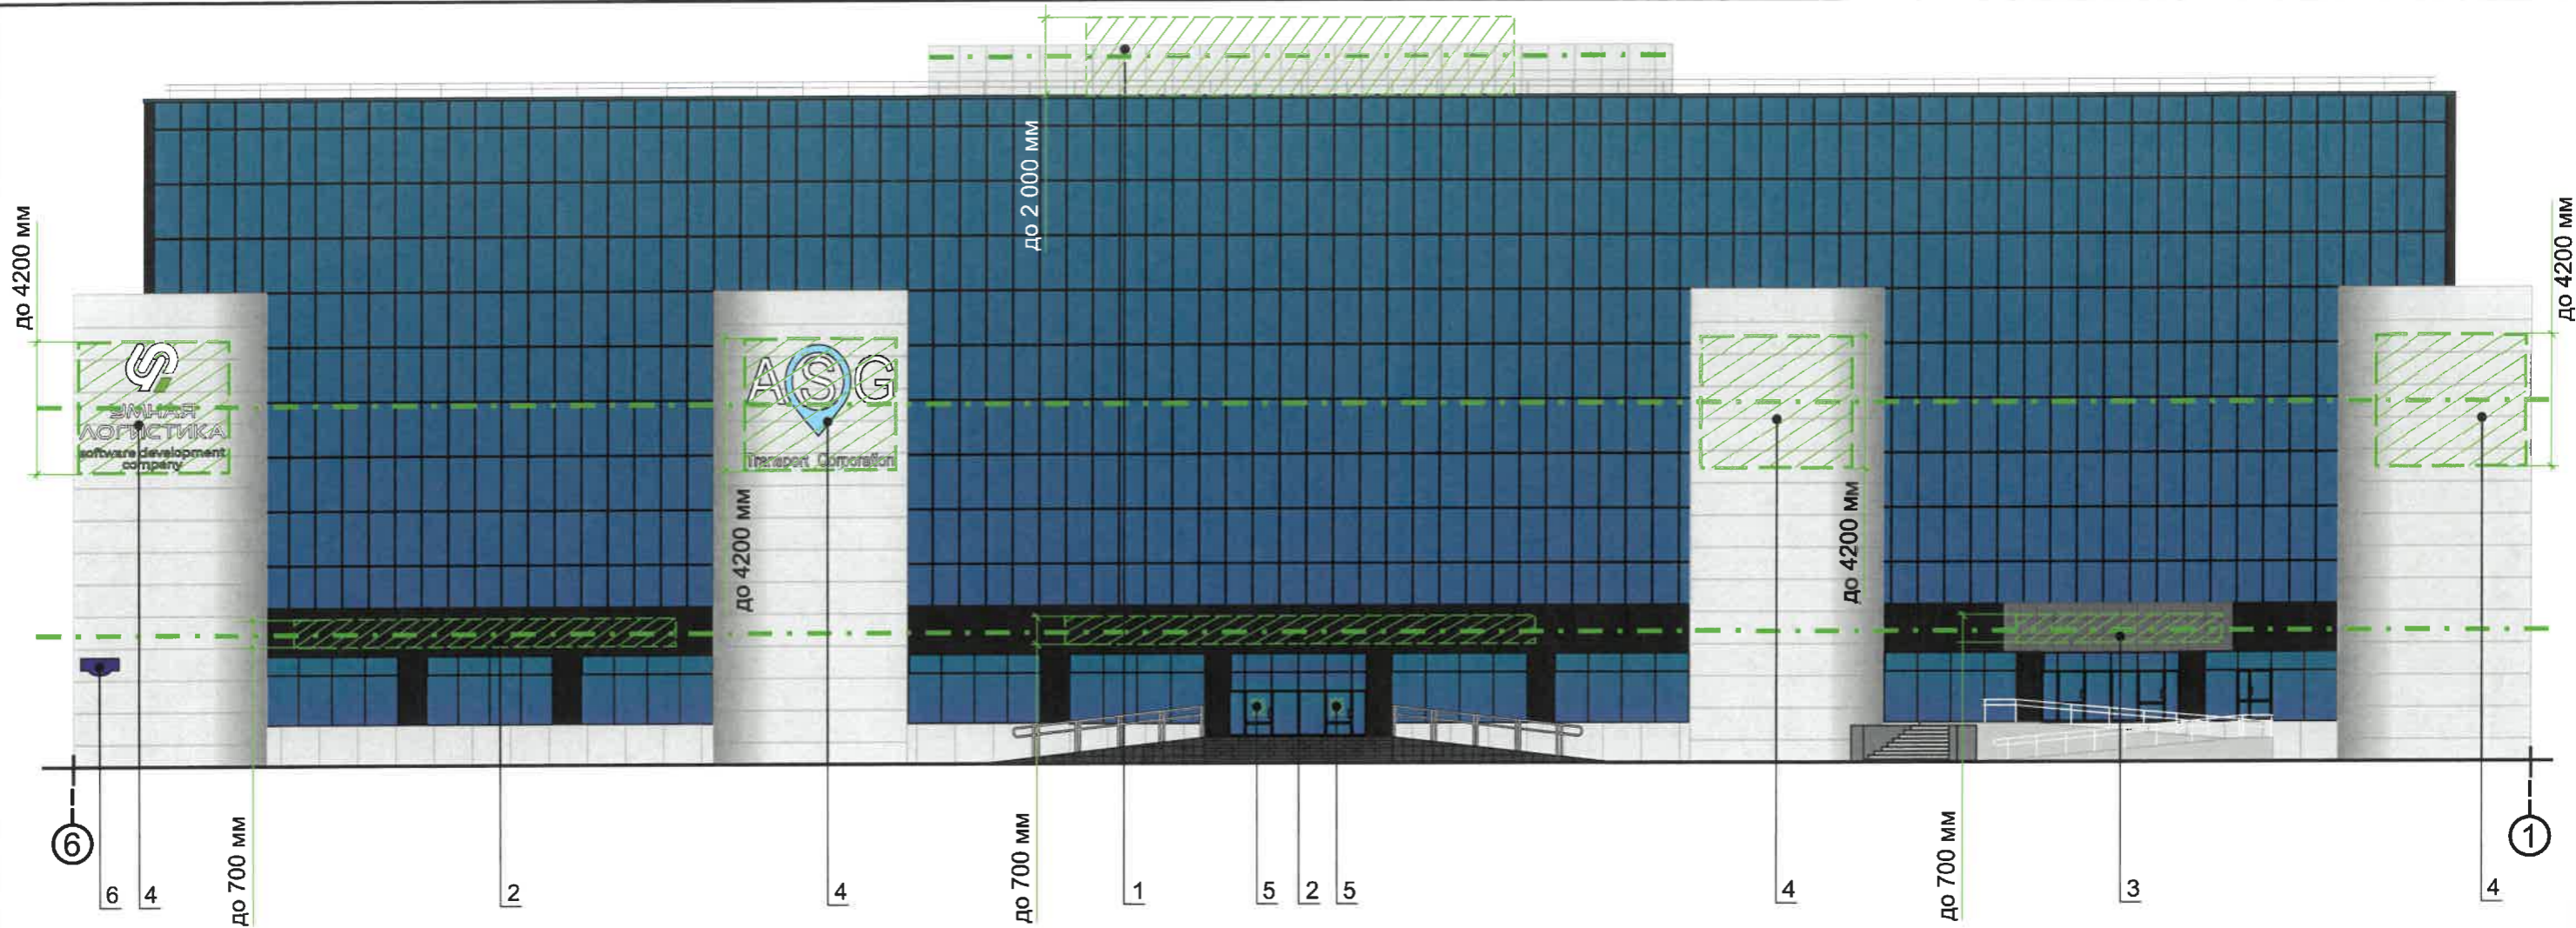 до 2 000 мм
до 4200 мм
до 4200 мм
ЗМНАЯ
ЛОГИСТИКА
software development
company
ASG
Transport Corporation
до 4200 мм
до 4200 мм
6
1
до 700 мм
до 700 мм
до 700 мм
6
4
2
4
1
5
2
5
4
3
4